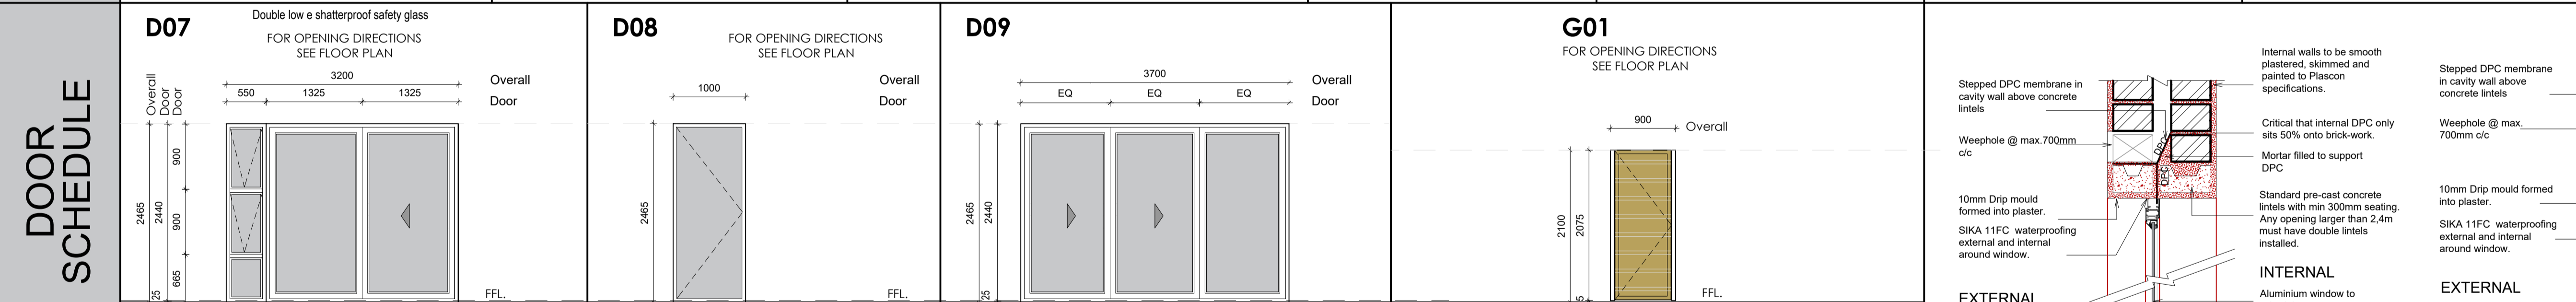 DOOR
SCHEDULE
D07
Double low e shatterproof safety glass
FOR OPENING DIRECTIONS
SEE FLOOR PLAN
Overall
Door
Door
3200
Overall
550
1325
1325
Door
2465
2440
900
900
665
25
FFL.
D08
FOR OPENING DIRECTIONS
SEE FLOOR PLAN
Overall
1000
Door
2465
FFL.
D09
3700
Overall
EQ
EQ
EQ
Door
2465
2440
25
G01
FOR OPENING DIRECTIONS
SEE FLOOR PLAN
900
Overall
2100
2075
FFL.
Stepped DPC membrane in
cavity wall above concrete
lintels
Weephole @ max.700mm
c/c
10mm Drip mould
formed into plaster.
SIKA 11FC waterproofing
external and internal
around window.
EXTERNAL
DPC
DPC
Internal walls to be smooth
plastered, skimmed and
painted to Plascon
specifications.
Critical that internal DPC only
sits 50% onto brick-work.
Mortar filled to support
DPC
Standard pre-cast concrete
lintels with min 300mm seating.
Any opening larger than 2,4m
must have double lintels
installed.
INTERNAL
Aluminium window to
Stepped DPC membrane
in cavity wall above
concrete lintels
Weephole @ max.
700mm c/c
10mm Drip mould formed
into plaster.
SIKA 11FC waterproofing
external and internal
around window.
EXTERNAL